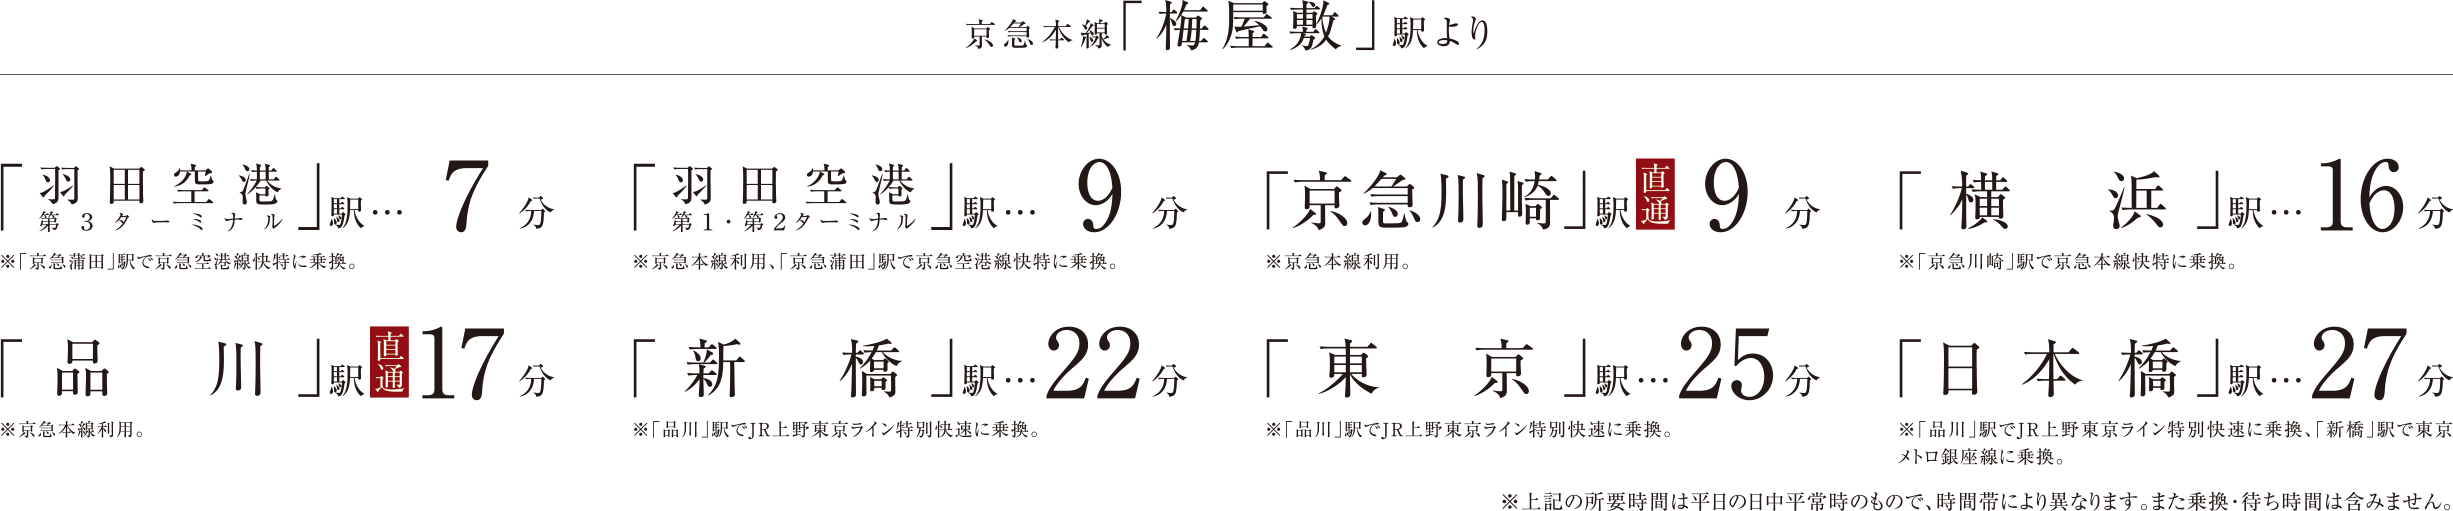 京急本線「梅屋敷」駅より
「羽田空港第3ターミナル」駅…7分
※「京急蒲田」駅で京急空港線快特に乗換。
「羽田空港第1・第2ターミナル」駅…9分
※京急本線利用、「京急蒲田」駅で京急空港線快特に乗換。
「京急川崎」駅 直通 9分
※京急本線利用。
「横浜」駅…16分
※「京急川崎」駅で京急本線快特に乗換。
「品川」駅 直通 17分
※京急本線利用。
「新橋」駅…22分
※「品川」駅でJR上野東京ライン特別快速に乗換。
「東京」駅…25分
※「品川」駅でJR上野東京ライン特別快速に乗換。
「日本橋」駅…27分
※「品川」駅でJR上野東京ライン特別快速に乗換、「新橋」駅で東京
メトロ銀座線に乗換。
※上記の所要時間は平日の日中平常時のもので、時間帯により異なります。また乗換・待ち時間は含みません。